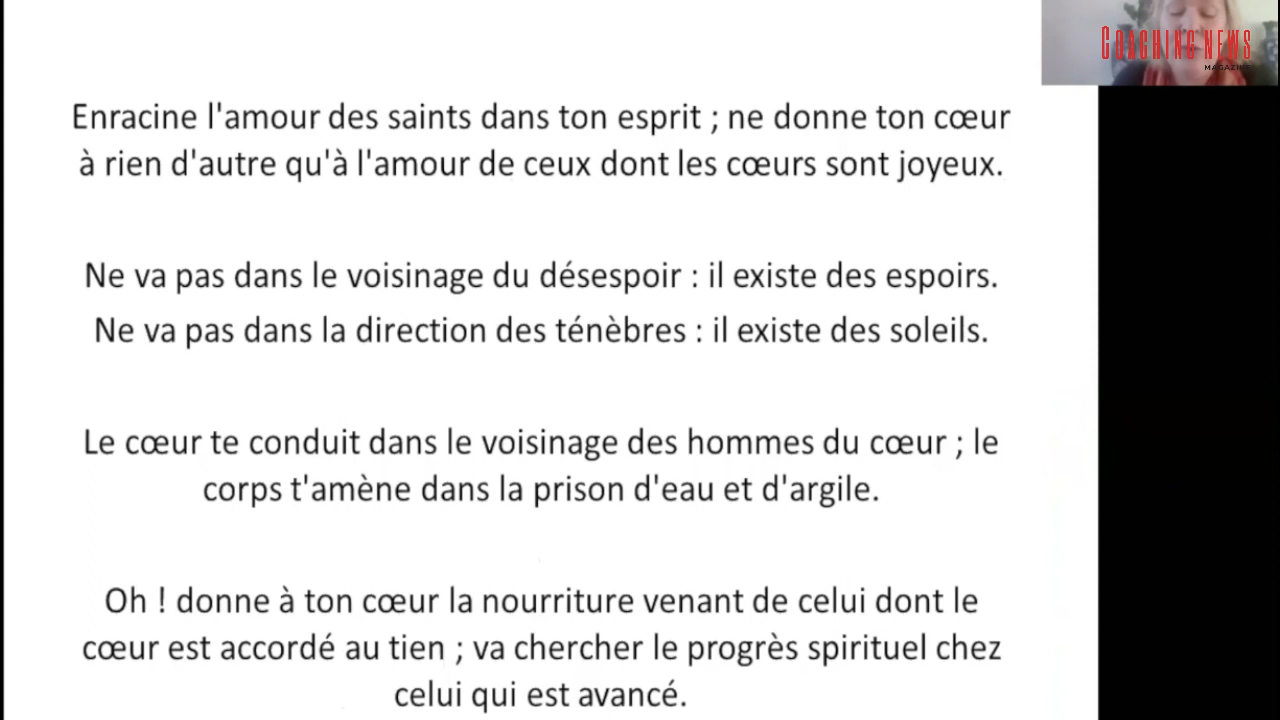 COACHING NEWS
MAGAZINE
Enracine l'amour des saints dans ton esprit ; ne donne ton cœur
à rien d'autre qu'à l'amour de ceux dont les cœurs sont joyeux.
Ne va pas dans le voisinage du désespoir : il existe des espoirs.
Ne va pas dans la direction des ténèbres : il existe des soleils.
Le cœur te conduit dans le voisinage des hommes du cœur ; le
corps t'amène dans la prison d'eau et d'argile.
Oh ! donne à ton cœur la nourriture venant de celui dont le
cœur est accordé au tien ; va chercher le progrès spirituel chez
celui qui est avancé.